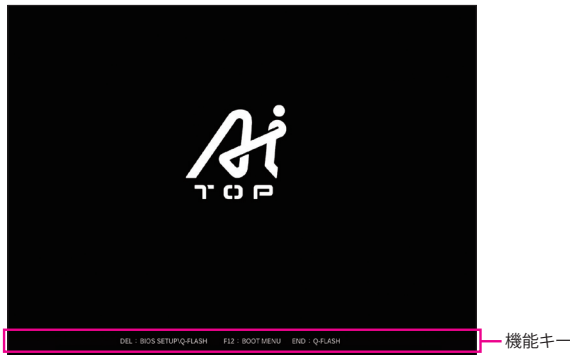 Ai
TOP
DEL : BIOS SETUP\Q-FLASH F12 : BOOT MENU END : Q-FLASH
機能キー